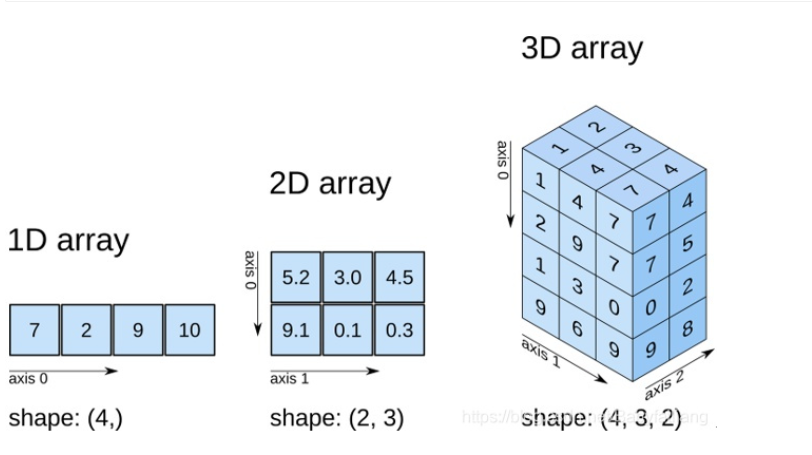 3D array
2D array
1D array
axis 0
7 2 9 10
axis 0
shape: (4,)
axis 0
5.2 3.0 4.5
9.1 0.1 0.3
axis 1
shape: (2, 3)
axis 0
1 2
4 3
7 4
1 4 7
2 9 7
1 3 0
9 6 9
7 4
7 5
0 2
9 8
axis 1
axis 2
shape: (4, 3, 2)